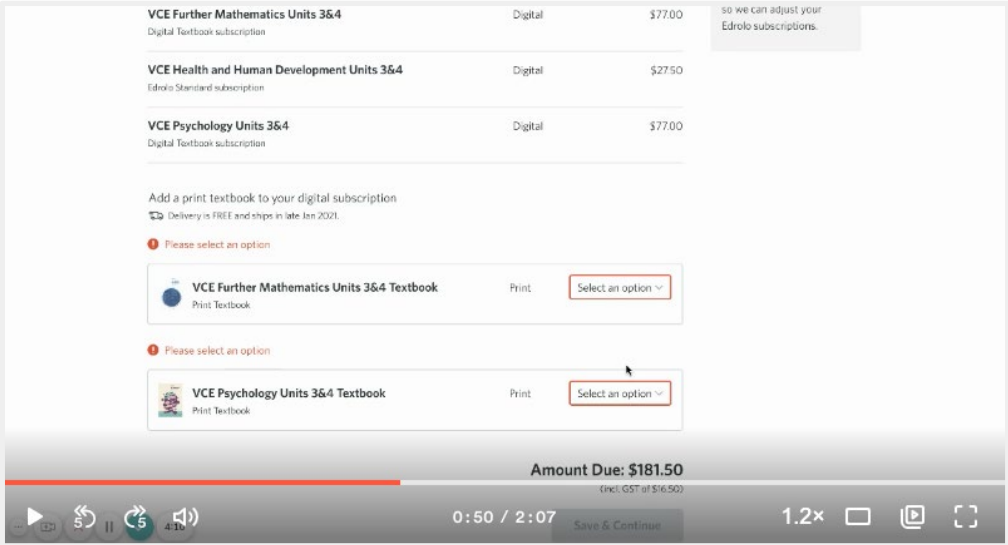 VCE Further Mathematics Units 3&4 Digital $77.00
Digital Textbook subscription
so we can adjust your
Edrolo subscriptions.
VCE Health and Human Development Units 3&4 Digital $27.50
Edrolo Standard subscription
VCE Psychology Units 3&4 Digital $77.00
Digital Textbook subscription
Add a print textbook to your digital subscription
Delivery is FREE and ships in late Jan 2021.
Please select an option
VCE Further Mathematics Units 3&4 Textbook Print Select an option
Print Textbook
Please select an option
VCE Psychology Units 3&4 Textbook Print Select an option
Print Textbook
Amount Due: $181.50
(incl. GST of $16.50)
5 5 0:50 / 2:07 1.2×
Save & Continue